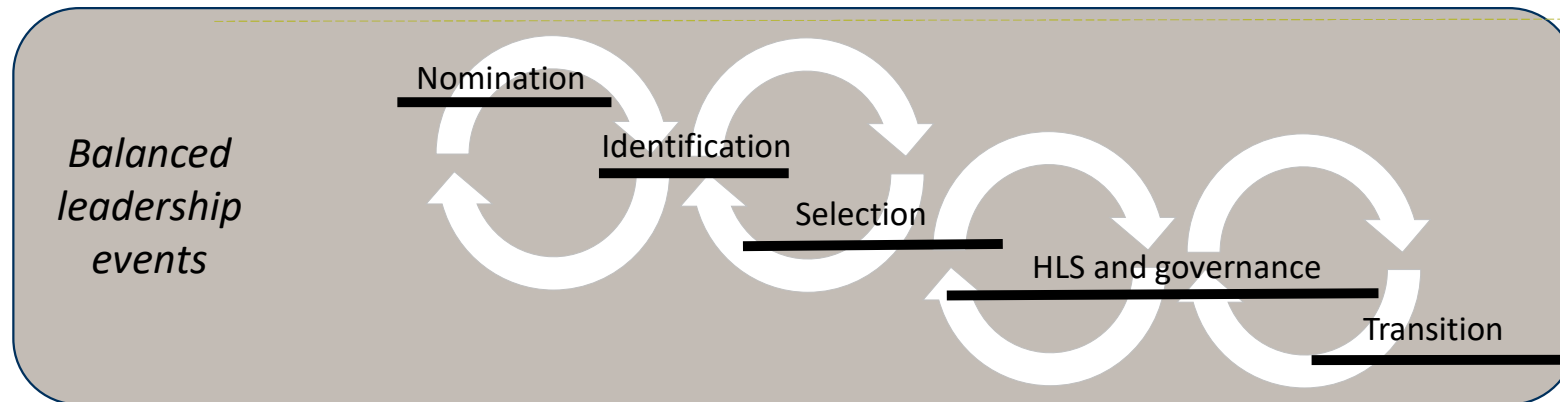 Balanced
leadership
events
Nomination
Identification
Selection
HLS and governance
Transition